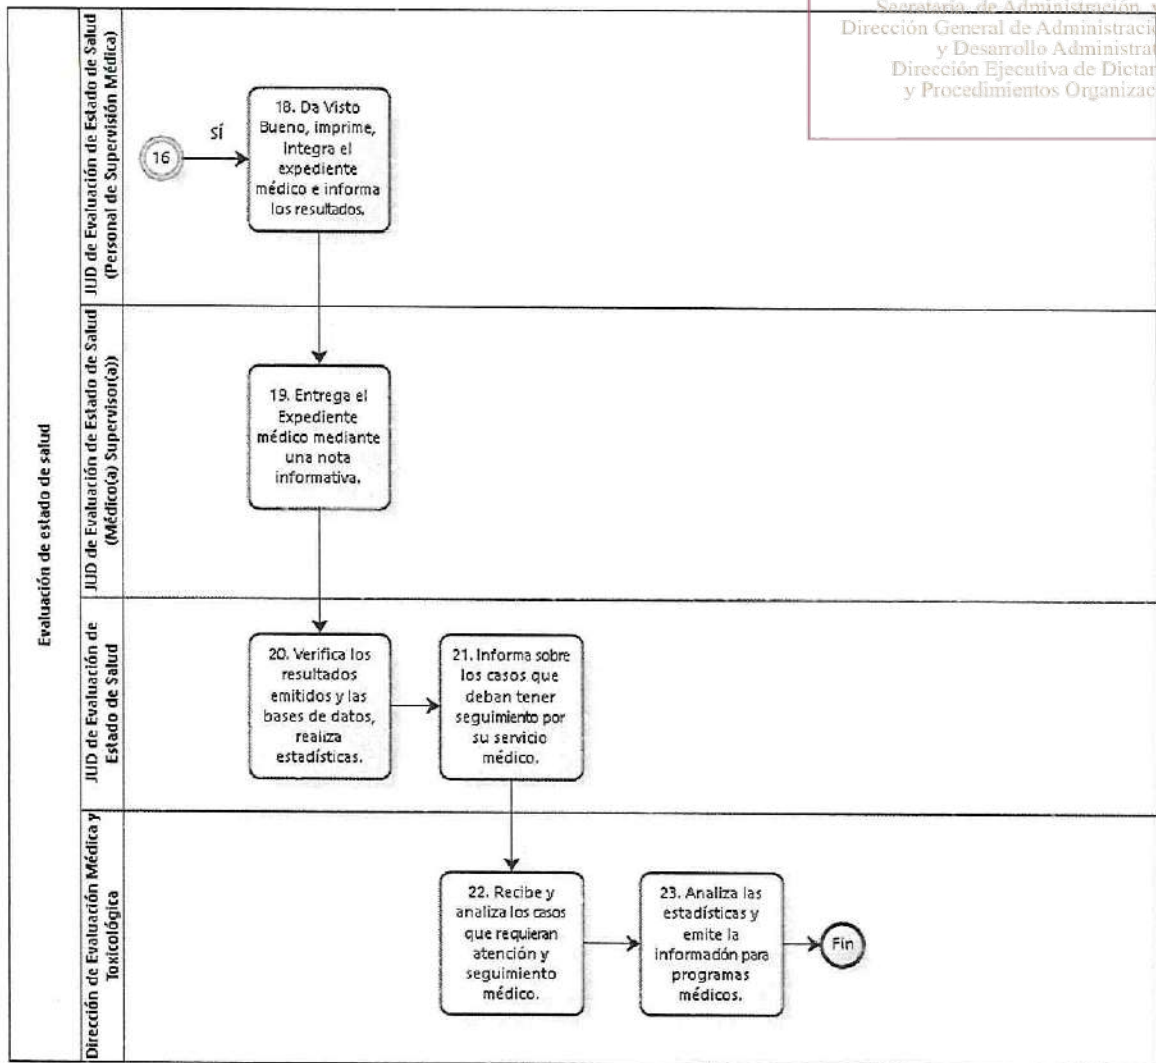 Secretaría de Administración y
Dirección General de Administració
y Desarrollo Administrat
Dirección Ejecutiva de Dictan
y Procedimientos Organizac
Evaluación de estado de salud
JUD de Evaluación de Estado de Salud
(Personal de Supervisión Médica)
16
SÍ
18. Da Visto
Bueno, imprime,
integra el
expediente
médico e informa
los resultados.
JUD de Evaluación de Estado de Salud
(Médico(a) Supervisor(a))
19. Entrega el
Expediente
médico mediante
una nota
informativa.
JUD de Evaluación de
Estado de Salud
20. Verifica los
resultados
emitidos y las
bases de datos,
realiza
estadísticas.
21. Informa sobre
los casos que
deban tener
seguimiento por
su servicio
médico.
Dirección de Evaluación Médica y
Toxicológica
22. Recibe y
analiza los casos
que requieran
atención y
seguimiento
médico.
23. Analiza las
estadísticas y
emite la
información para
programas
médicos.
Fin